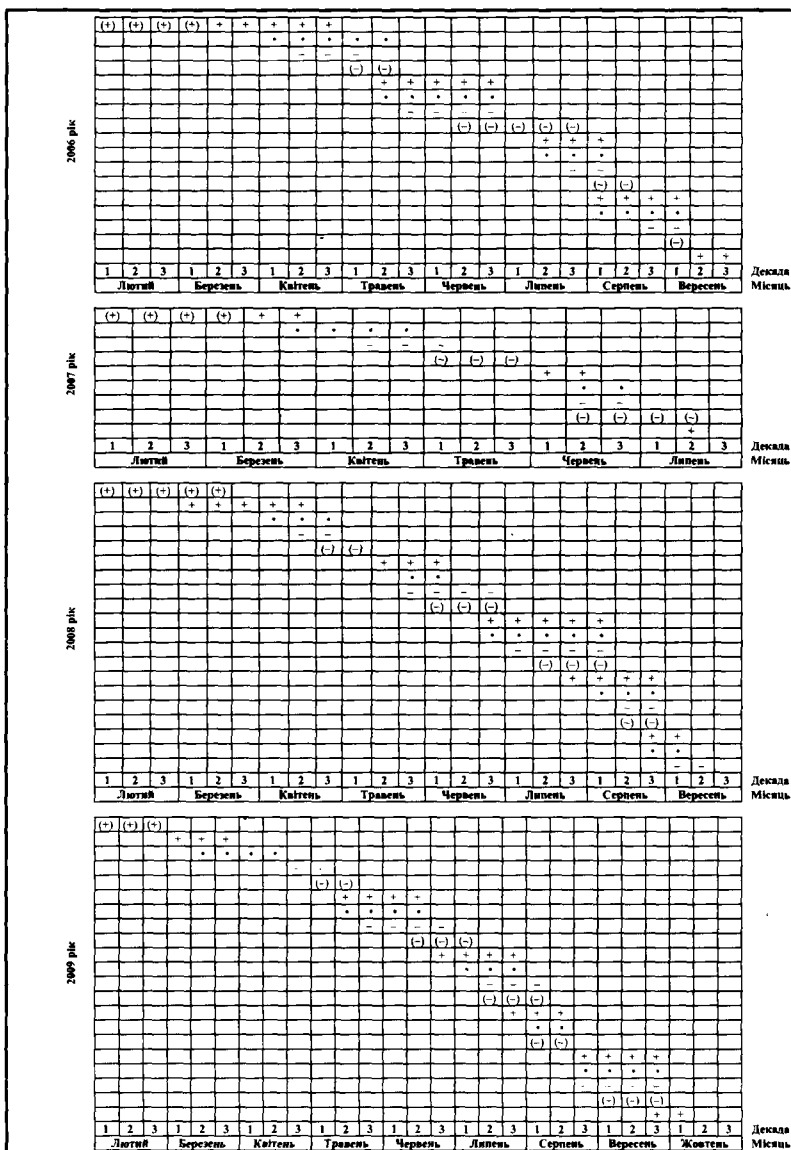 2006 рік
(+) (+) (+) (+) + + + + +
• • • • •
– – –
(–) (–)
+ + + + +
• • • • •
– – – –
(–) (–) (–) (–) (–)
+ + +
• • •
– –
(–) (–)
+ + + +
• • • •
– –
(–)
+ +
1 2 3 1 2 3 1 2 3 1 2 3 1 2 3 1 2 3 1 2 3 1 2 3 Декада
Лютий Березень Квітень Травень Червень Липень Серпень Вересень Місяць
2007 рік
(+) (+) (+) (+) + +
• • • •
– – –
(–) (–) (–)
+ +
• •
– –
(–) (–) (–) (–)
+
1 2 3 1 2 3 1 2 3 1 2 3 1 2 3 1 2 3 Декада
Лютий Березень Квітень Травень Червень Липень Місяць
2008 рік
(+) (+) (+) (+) (+)
+ + + + +
• • •
– –
(–) (–)
+ + +
• •
– – – –
(–) (–) (–)
+ + + + +
• • • • •
– – – –
(–) (–) (–)
+ + + +
• • •
– –
(–) (–)
+ +
• •
– –
1 2 3 1 2 3 1 2 3 1 2 3 1 2 3 1 2 3 1 2 3 1 2 3 Декада
Лютий Березень Квітень Травень Червень Липень Серпень Вересень Місяць
2009 рік
(+) (+) (+)
+ + +
• • • •
– –
(–) (–)
+ + + +
• • • •
– – – –
(–) (–) (–)
+ + + +
• • •
– – –
(–) (–) (–)
+ + +
• •
(–) (–)
+ + + +
• • • •
– – –
(–) (–) (–)
+ +
1 2 3 1 2 3 1 2 3 1 2 3 1 2 3 1 2 3 1 2 3 1 2 3 1 2 3 Декада
Лютий Березень Квітень Травень Червень Липень Серпень Вересень Жовтень Місяць